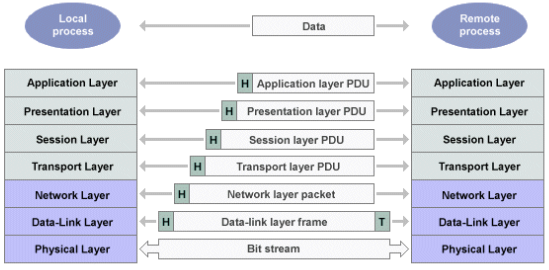 Local process
Data
Remote process
Application Layer
H Application layer PDU
Application Layer
Presentation Layer
H Presentation layer PDU
Presentation Layer
Session Layer
H Session layer PDU
Session Layer
Transport Layer
H Transport layer PDU
Transport Layer
Network Layer
H Network layer packet
Network Layer
Data-Link Layer
H Data-link layer frame T
Data-Link Layer
Physical Layer
Bit stream
Physical Layer